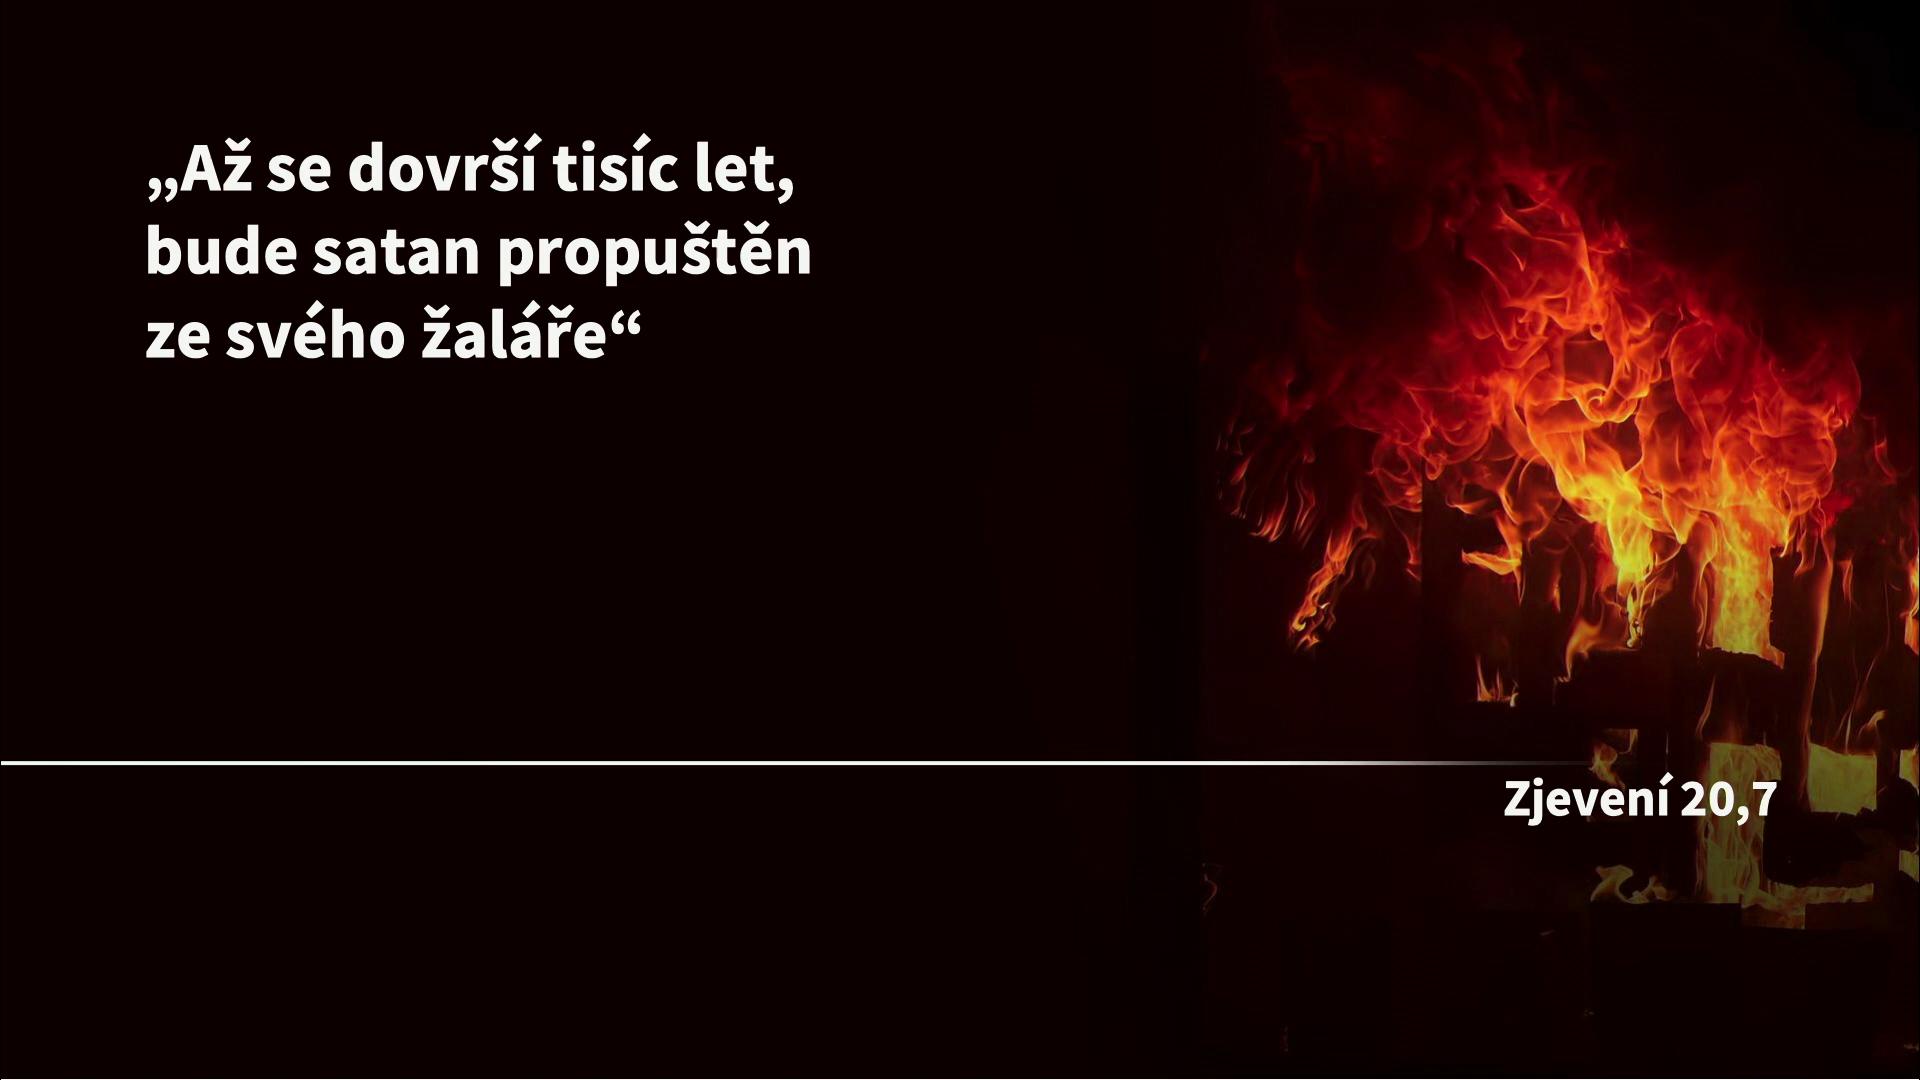 „Až se dovrší tisíc let,
bude satan propuštěn
ze svého žaláře“
Zjevení 20,7